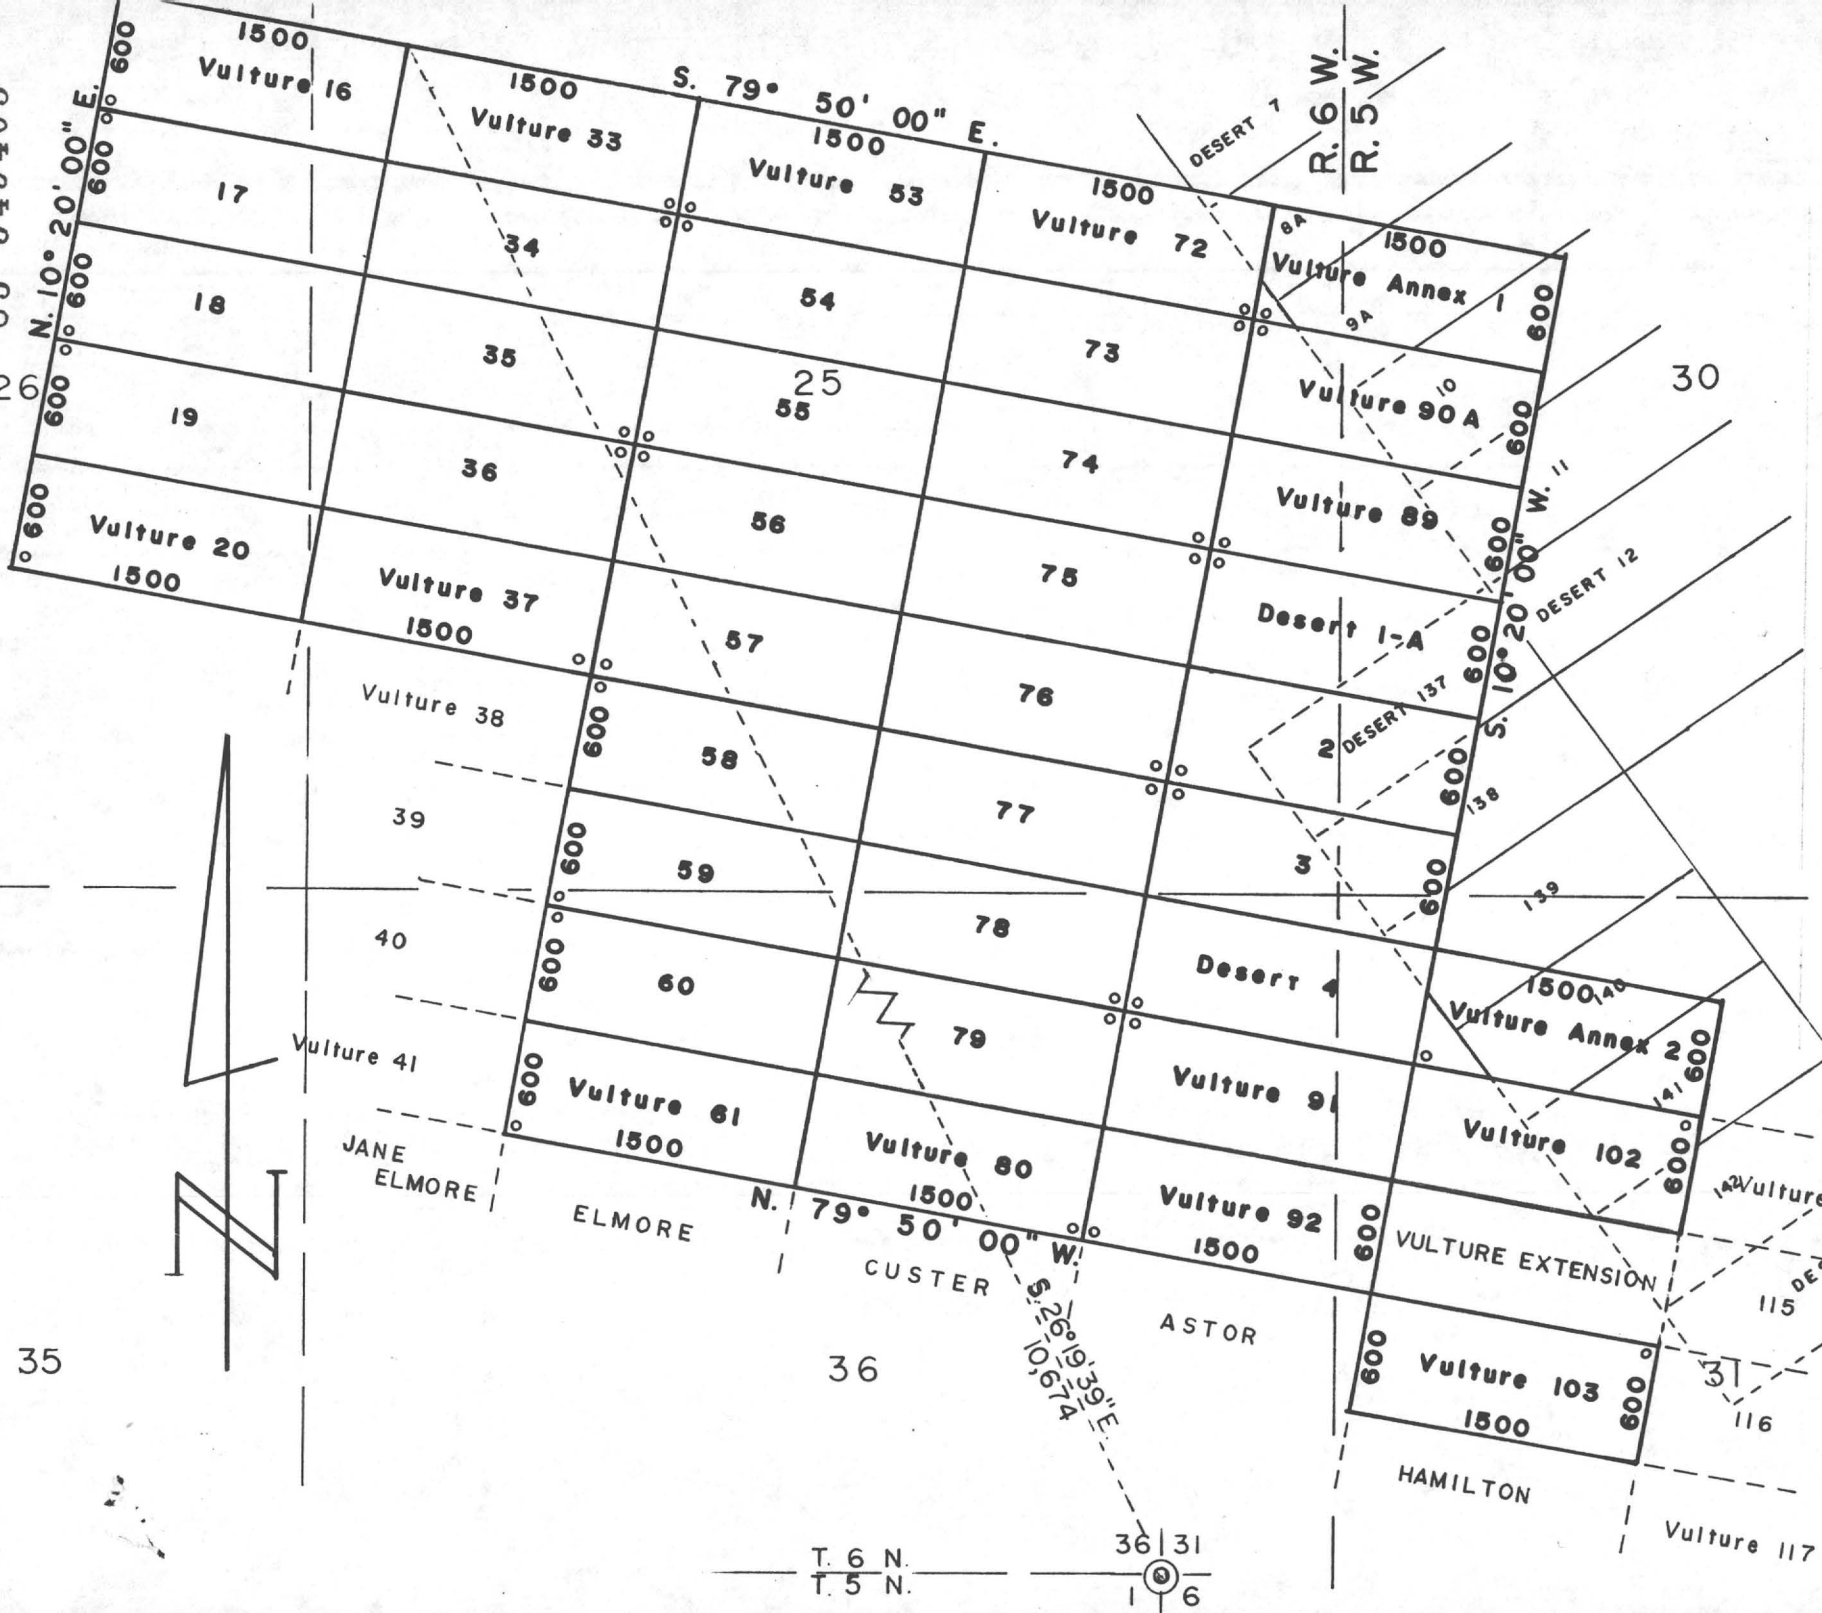 1500
Vulture 16
600
17
600
18
600
19
600
Vulture 20
600
1500
N. 10° 20' 00" E.
26
1500
Vulture 33
34
35
36
Vulture 37
1500
S. 79° 50' 00" E.
1500
Vulture 53
54
25
55
56
57
58
59
60
Vulture 61
1500
600
600
600
600
1500
Vulture 72
73
74
75
76
77
78
79
Vulture 80
1500
N. 79° 50' 00" W.
DESERT 7
R. 6 W.
R. 5 W.
8A
1500
Vulture Annex 1
600
9A
10
Vulture 90 A
600
30
Vulture 89
600
11
Desert 1-A
600
S. 10° 20' 00" W.
DESERT 12
2
DESERT 137
600
138
3
600
139
Desert 4
1500
140
Vulture Annex 2
600
141
Vulture 91
Vulture 102
600
142
Vulture
Vulture 92
1500
600
VULTURE EXTENSION
115
Vulture 103
1500
600
600
31
116
HAMILTON
Vulture 117
Vulture 38
39
40
Vulture 41
JANE
ELMORE
ELMORE
CUSTER
ASTOR
S. 26° 19' 39" E.
10,674
N
35
36
T. 6 N.
T. 5 N.
36 31
1 6